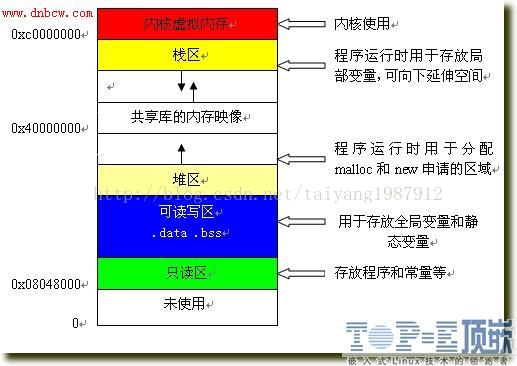 www.dnbcw.com
内核虚拟内存
内核使用
0xc0000000
栈区
程序运行时用于存放局
部变量,可向下延伸空间
共享库的内存映像
0x40000000
程序运行时用于分配
malloc 和 new 申请的区域
堆区
http://blog.csdn.net/taiyang1987912
可读写区
.data .bss
用于存放全局变量和静
态变量
只读区
存放程序和常量等
0x08048000
未使用
0
TOP-E顶嵌
嵌入式Linux技术的领跑者